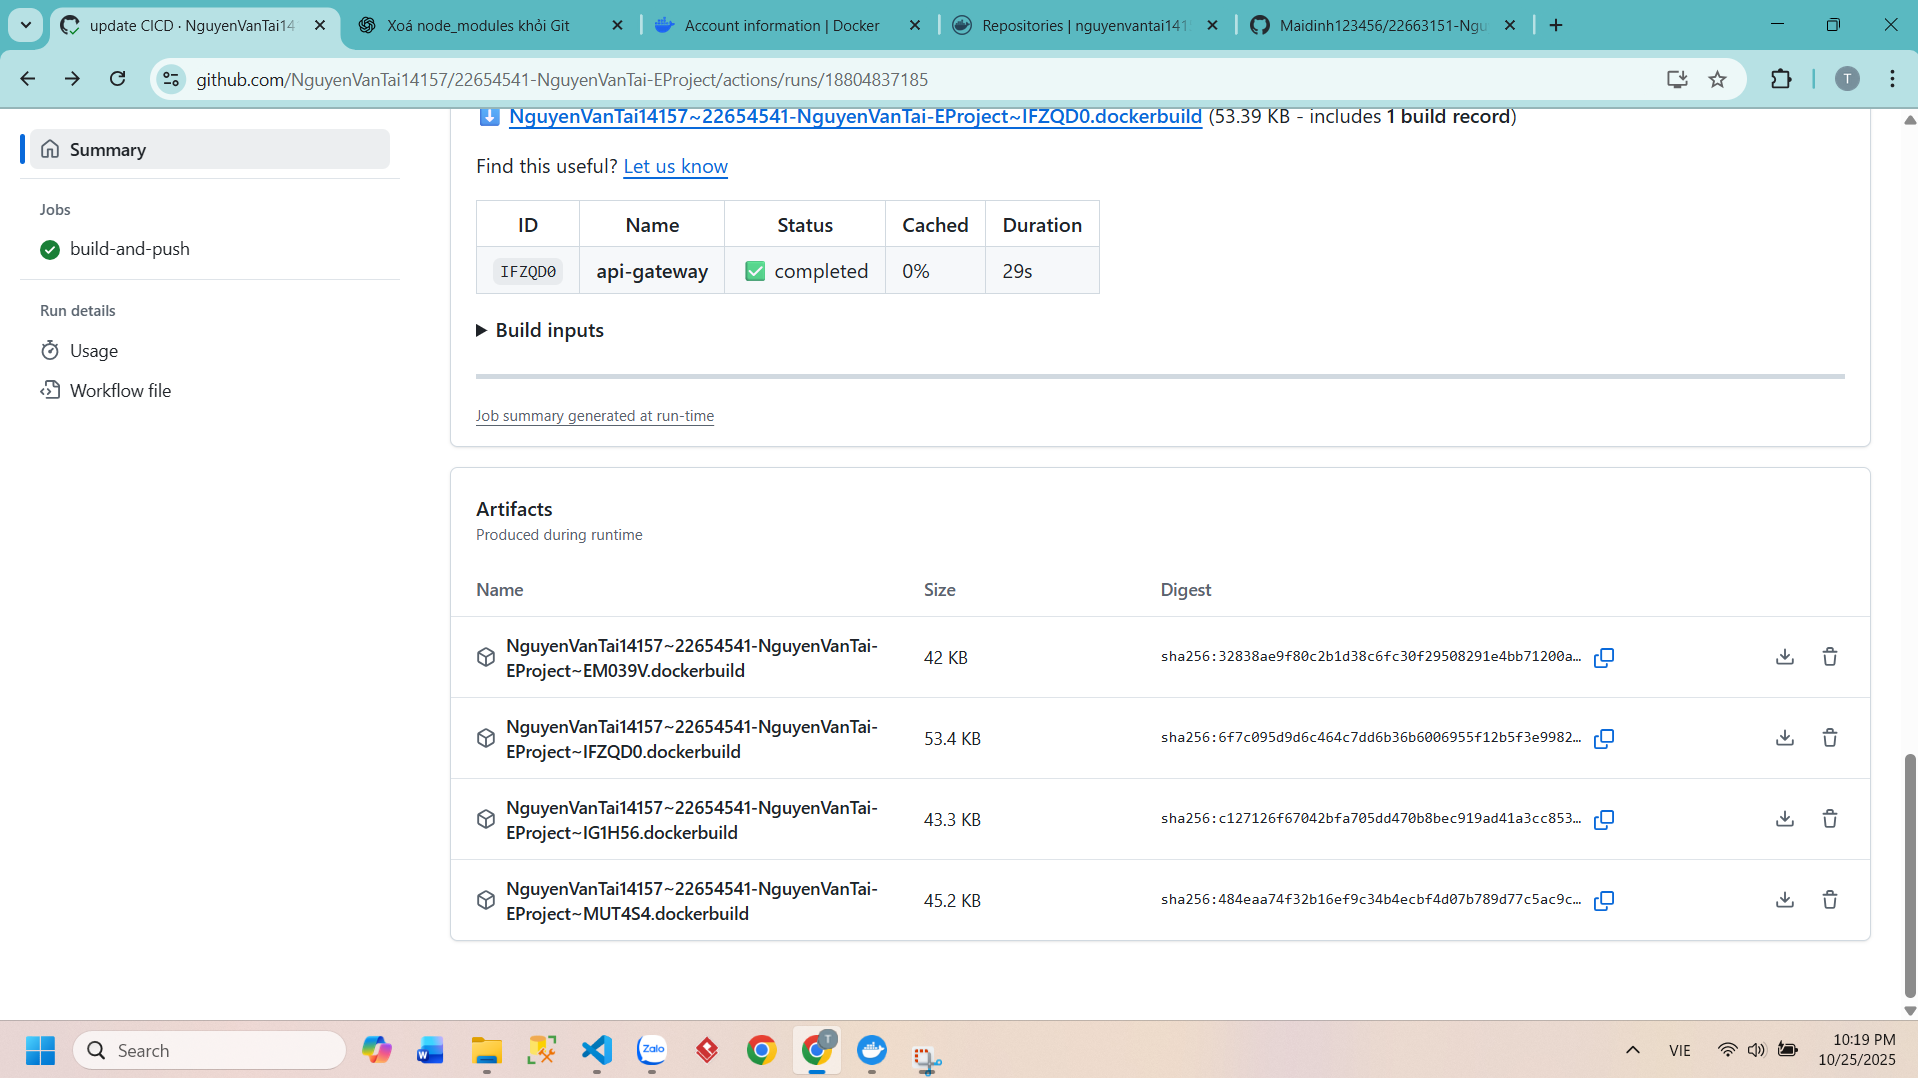 update CICD · NguyenVanTai14
Xoá node_modules khỏi Git
Account information | Docker
Repositories | nguyenvantai1415
Maidinh123456/22663151-Ngu
github.com/NguyenVanTai14157/22654541-NguyenVanTai-EProject/actions/runs/18804837185
T
Summary
Jobs
build-and-push
Run details
Usage
Workflow file
NguyenVanTai14157~22654541-NguyenVanTai-EProject~IFZQD0.dockerbuild (53.39 KB - includes 1 build record)
Find this useful? Let us know
ID Name Status Cached Duration
IFZQD0 api-gateway ✅ completed 0% 29s
Build inputs
Job summary generated at run-time
Artifacts
Produced during runtime
Name Size Digest
NguyenVanTai14157~22654541-NguyenVanTai-
EProject~EM039V.dockerbuild
42 KB
sha256:32838ae9f80c2b1d38c6fc30f29508291e4bb71200a…
NguyenVanTai14157~22654541-NguyenVanTai-
EProject~IFZQD0.dockerbuild
53.4 KB
sha256:6f7c095d9d6c464c7dd6b36b6006955f12b5f3e9982…
NguyenVanTai14157~22654541-NguyenVanTai-
EProject~IG1H56.dockerbuild
43.3 KB
sha256:c127126f67042bfa705dd470b8bec919ad41a3cc853…
NguyenVanTai14157~22654541-NguyenVanTai-
EProject~MUT4S4.dockerbuild
45.2 KB
sha256:484eaa74f32b16ef9c34b4ecbf4d07b789d77c5ac9c…
Search
W
Zalo
T
VIE
10:19 PM
10/25/2025